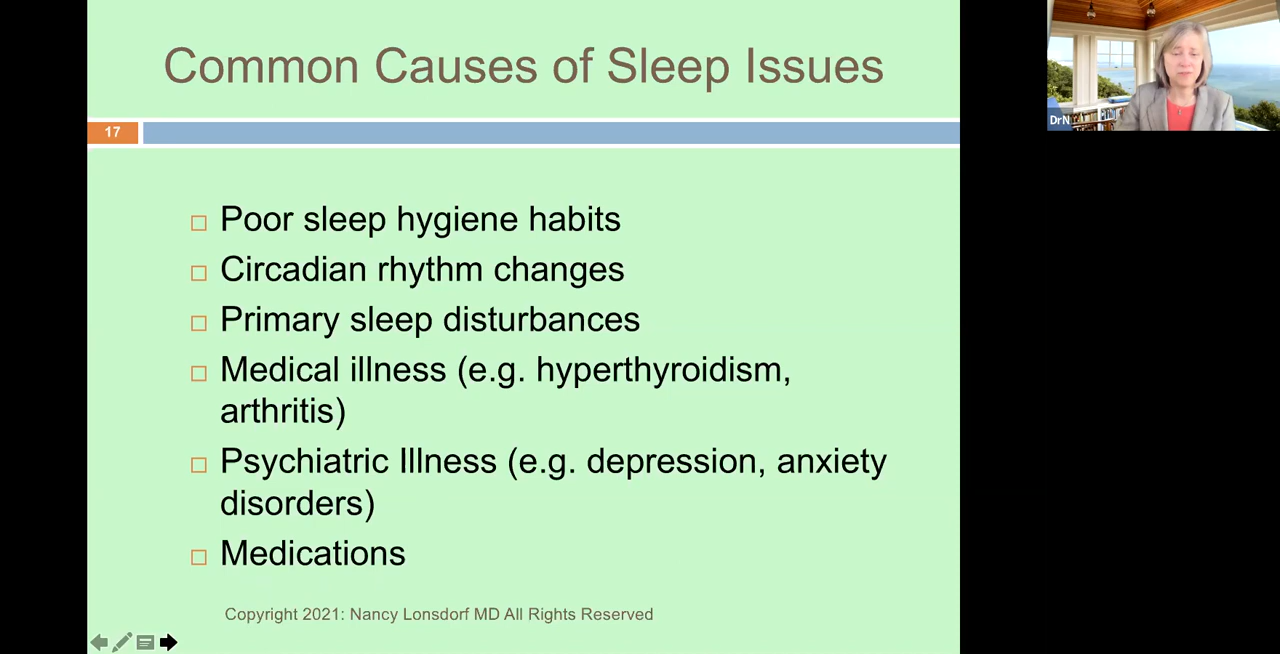 Common Causes of Sleep Issues
DrN
17
Poor sleep hygiene habits
Circadian rhythm changes
Primary sleep disturbances
Medical illness (e.g. hyperthyroidism,
arthritis)
Psychiatric Illness (e.g. depression, anxiety
disorders)
Medications
Copyright 2021: Nancy Lonsdorf MD All Rights Reserved